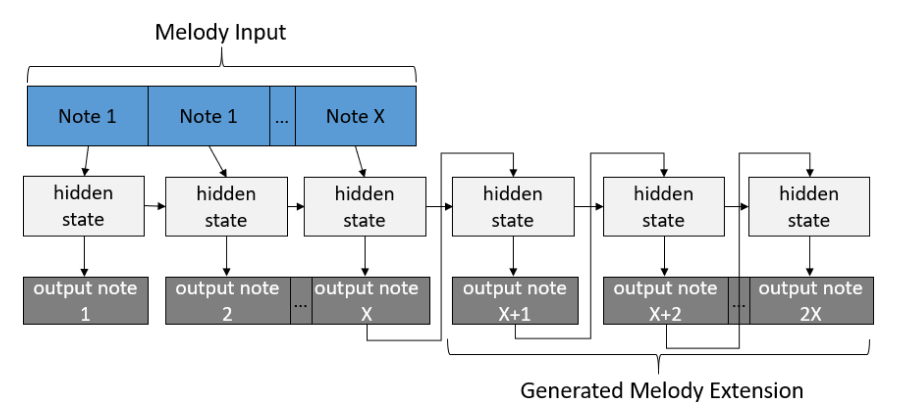 Melody Input
Note 1 Note 1 ... Note X
hidden state hidden state hidden state hidden state hidden state hidden state
output note 1 output note 2 ... output note X output note X+1 output note X+2 ... output note 2X
Generated Melody Extension